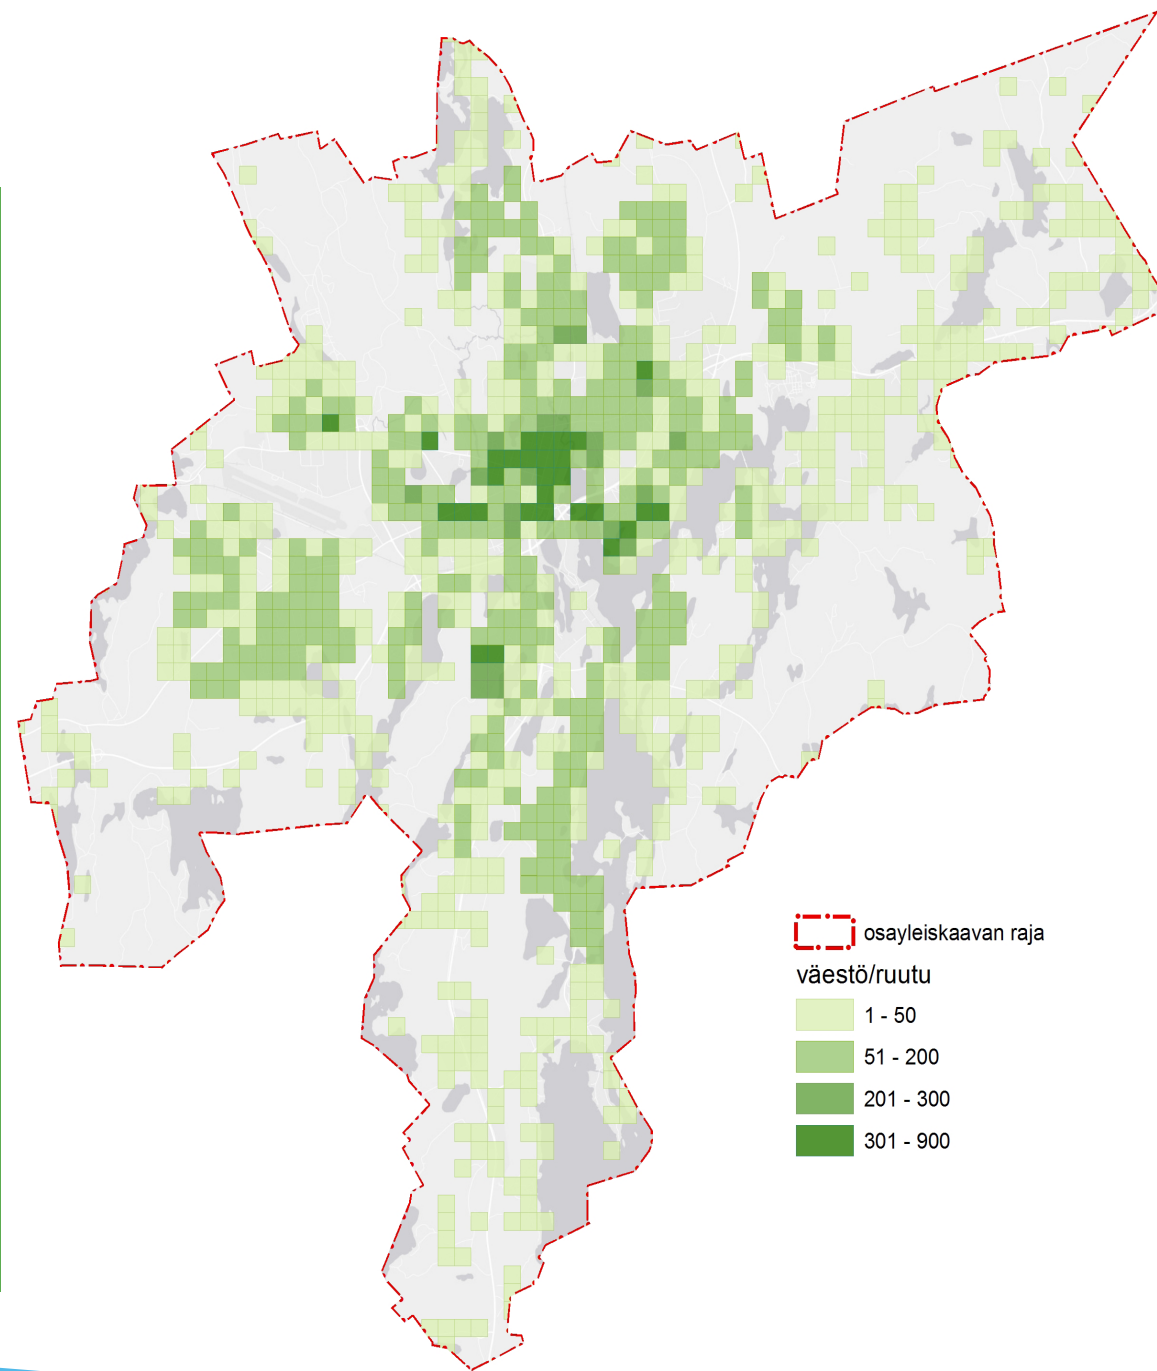 osayleiskaavan raja
väestö/ruutu
1 - 50
51 - 200
201 - 300
301 - 900